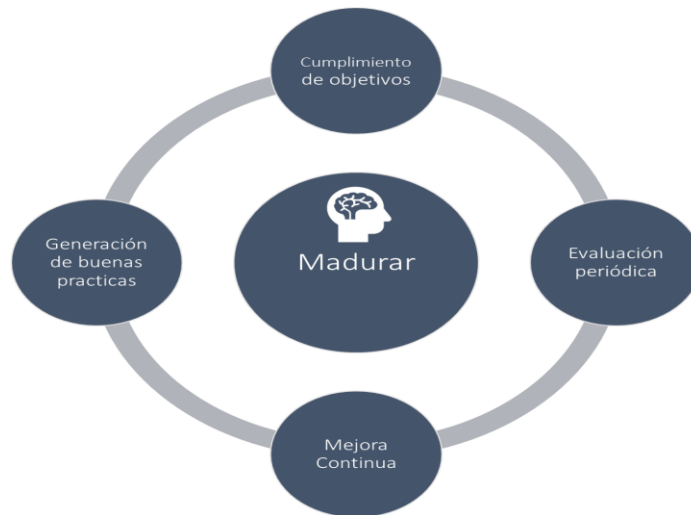 Cumplimiento
de objetivos
Madurar
Generación
de buenas
practicas
Evaluación
periódica
Mejora
Continua